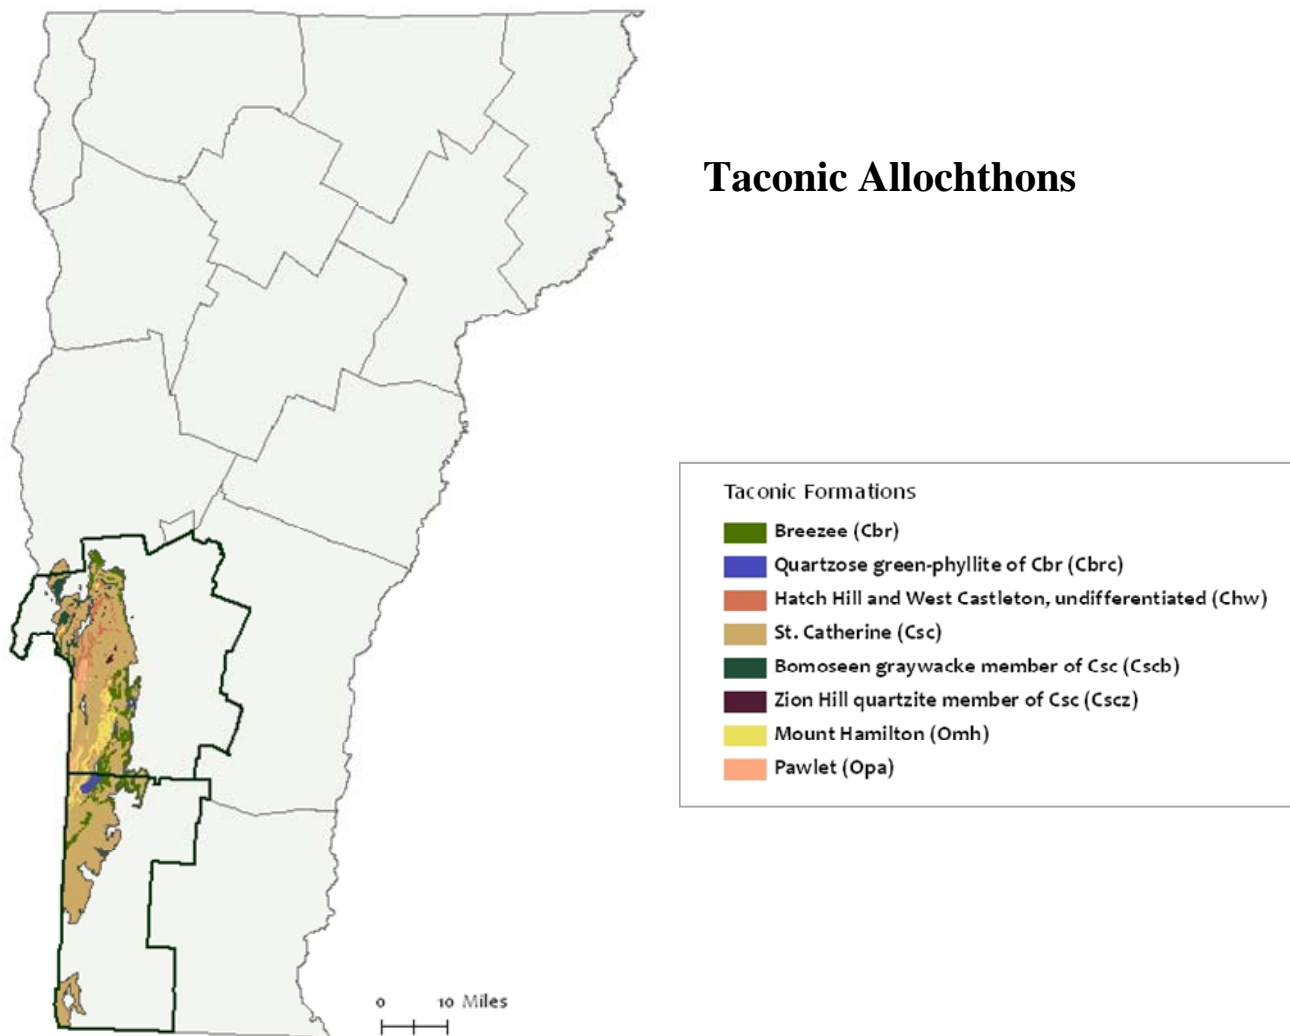 Taconic Allochthons
Taconic Formations
Breezee (Cbr)
Quartzose green-phyllite of Cbr (Cbrc)
Hatch Hill and West Castleton, undifferentiated (Chw)
St. Catherine (Csc)
Bomoseen graywacke member of Csc (Cscb)
Zion Hill quartzite member of Csc (Cscz)
Mount Hamilton (Omh)
Pawlet (Opa)
0 10 Miles